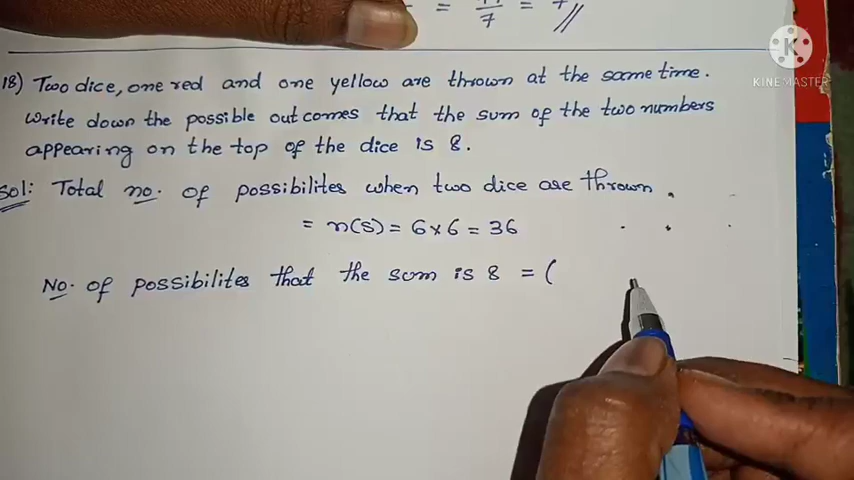 = 7
18) Two dice, one red and one yellow are thrown at the same time.
write down the possible outcomes that the sum of the two numbers
appearing on the top of the dice is 8.
Sol: Total no. of possibilites when two dice are thrown
= n(S) = 6×6 = 36
No. of possibilites that the sum is 8 = (
KINEMASTER